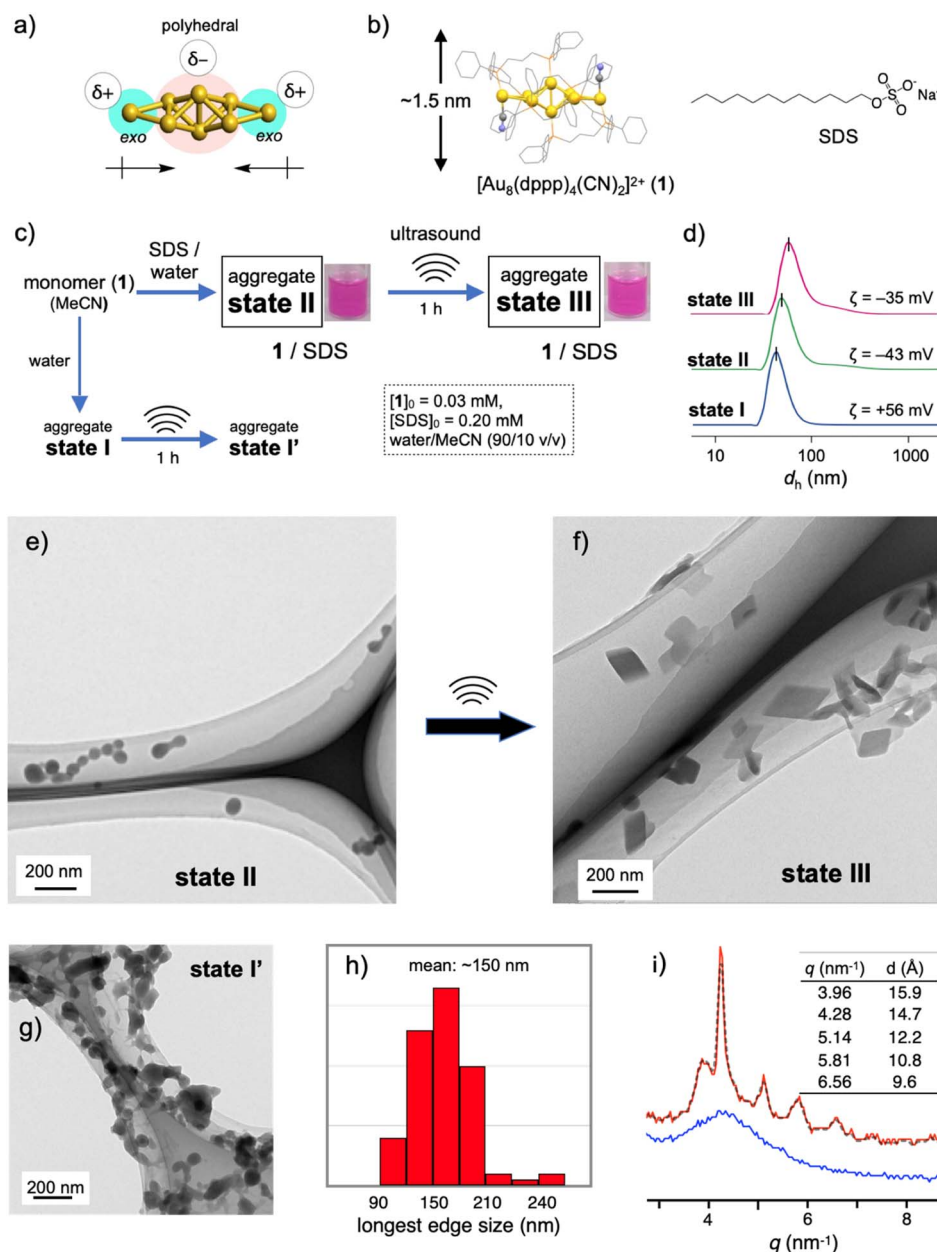 a)
polyhedral
δ−
δ+
δ+
exo
exo
b)
~1.5 nm
[Au8(dppp)4(CN)2]2+ (1)
O
S
O
O
O-
Na
SDS
c)
monomer (1)
(MeCN)
SDS /
water
aggregate
state II
1 / SDS
ultrasound
1 h
aggregate
state III
1 / SDS
water
aggregate
state I
1 h
aggregate
state I’
[1]0 = 0.03 mM,
[SDS]0 = 0.20 mM
water/MeCN (90/10 v/v)
d)
state III
ζ = –35 mV
state II
ζ = –43 mV
state I
ζ = +56 mV
10 100 1000
dh (nm)
e)
200 nm
state II
f)
200 nm
state III
g)
state I’
200 nm
h)
mean: ~150 nm
90 150 210 240
longest edge size (nm)
i)
q (nm-1) d (Å)
3.96 15.9
4.28 14.7
5.14 12.2
5.81 10.8
6.56 9.6
4 6 8
q (nm-1)